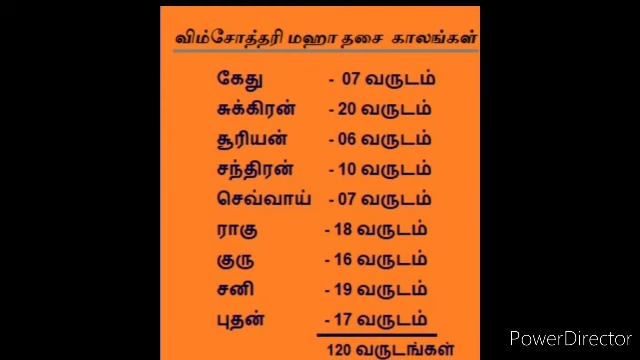 விம்சோத்தரி மஹா தசை காலங்கள்
கேது - 07 வருடம்
சுக்கிரன் - 20 வருடம்
சூரியன் - 06 வருடம்
சந்திரன் - 10 வருடம்
செவ்வாய் - 07 வருடம்
ராகு - 18 வருடம்
குரு - 16 வருடம்
சனி - 19 வருடம்
புதன் - 17 வருடம்
120 வருடங்கள்
PowerDirector